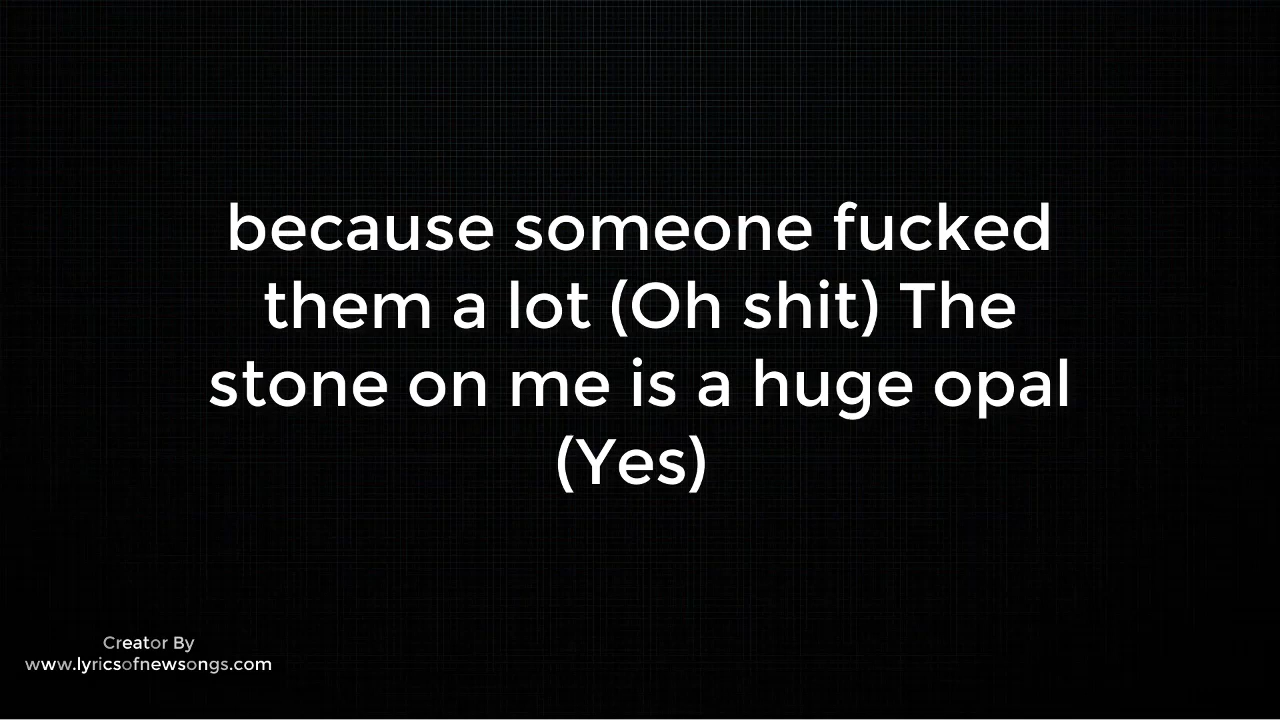 because someone fucked
them a lot (Oh shit) The
stone on me is a huge opal
(Yes)
Creator By
www.lyricsofnewsongs.com